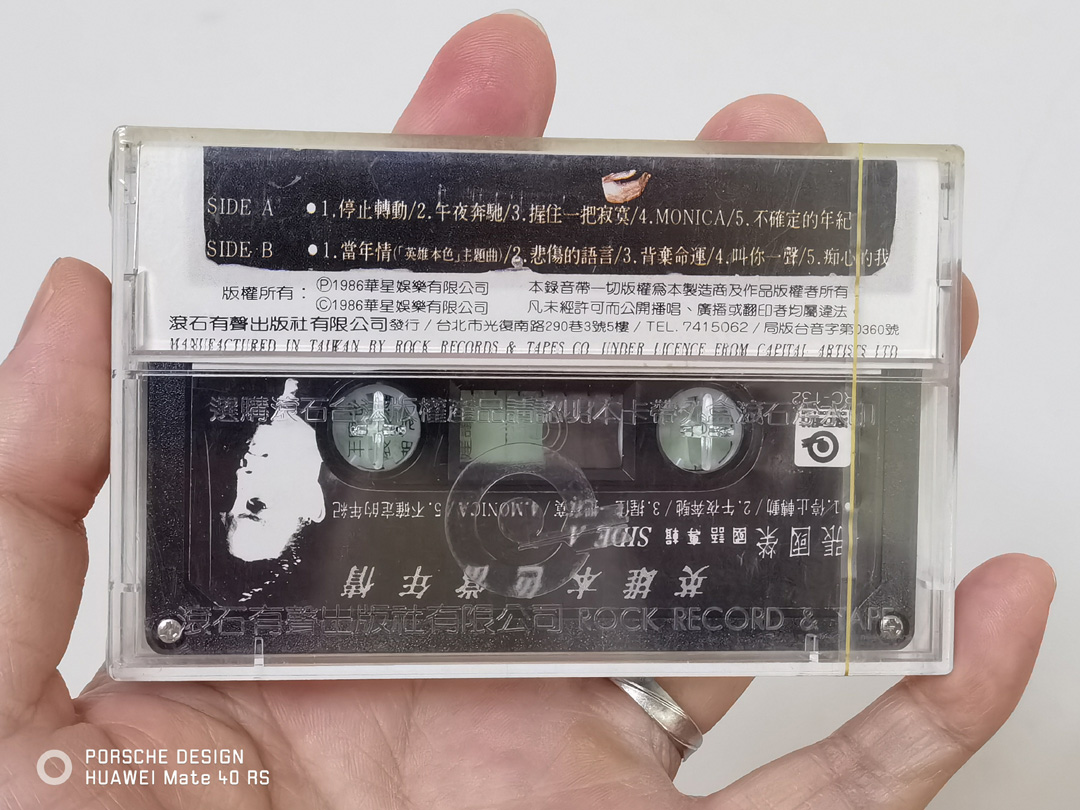 SIDE A ●1.停止轉動/2.午夜奔馳/3.握住一把寂寞/4.MONICA/5.不確定的年紀
SIDE B ●1.當年情(「英雄本色」主題曲)/2.悲傷的語言/3.背棄命運/4.叫你一聲/5.痴心的我
版權所有：Ⓟ1986華星娛樂有限公司 本錄音帶一切版權為本製造商及作品版權者所有
Ⓒ1986華星娛樂有限公司 凡未經許可而公開播唱、廣播或翻印者均屬違法
滾石有聲出版社有限公司發行/台北市光復南路290巷3號5樓/TEL.7415062/局版台音字第0360號
MANUFACTURED IN TAIWAN BY ROCK RECORDS & TAPES CO. UNDER LICENCE FROM CAPITAL ARTISTS LTD
RC-132
●1.停止轉動/2.午夜奔馳/3.握住一把寂寞/4.MONICA/5.不確定的年紀
張國榮 國語專輯 SIDE A
英雄本色當年情
滾石有聲出版社有限公司 ROCK RECORD & TAPE
PORSCHE DESIGN
HUAWEI Mate 40 RS